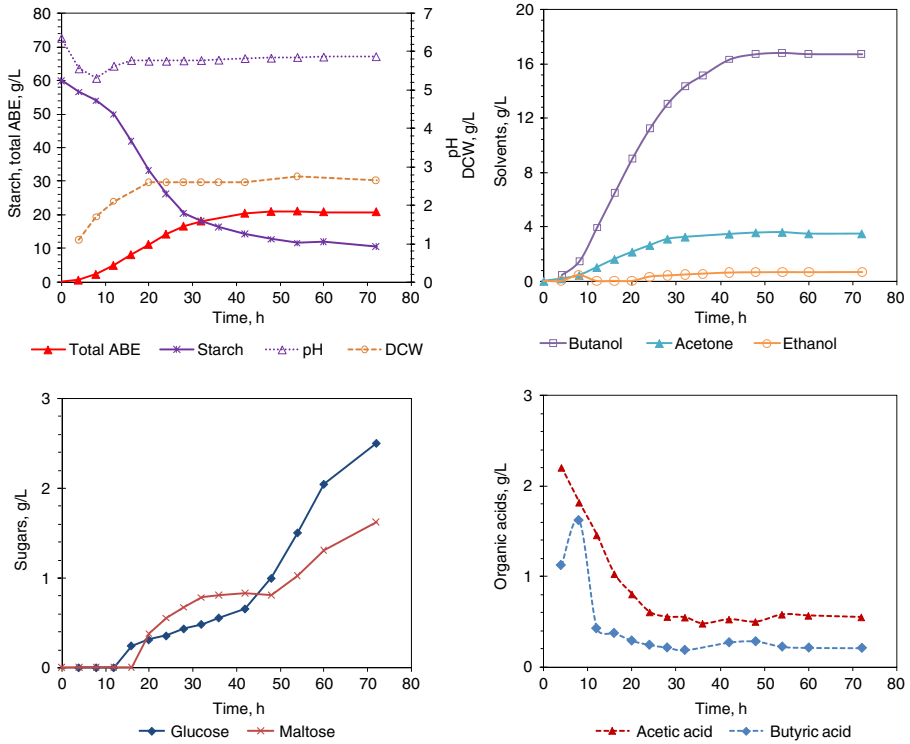 80
70
60
50
40
30
20
10
0
Starch, total ABE, g/L
7
6
5
4
3
2
1
0
pH
DCW, g/L
0 10 20 30 40 50 60 70 80
Time, h
Total ABE Starch pH DCW
20
16
12
8
4
0
Solvents, g/L
0 10 20 30 40 50 60 70 80
Time, h
Butanol Acetone Ethanol
3
2
1
0
Sugars, g/L
0 10 20 30 40 50 60 70 80
Time, h
Glucose Maltose
3
2
1
0
Organic acids, g/L
0 10 20 30 40 50 60 70 80
Time, h
Acetic acid Butyric acid